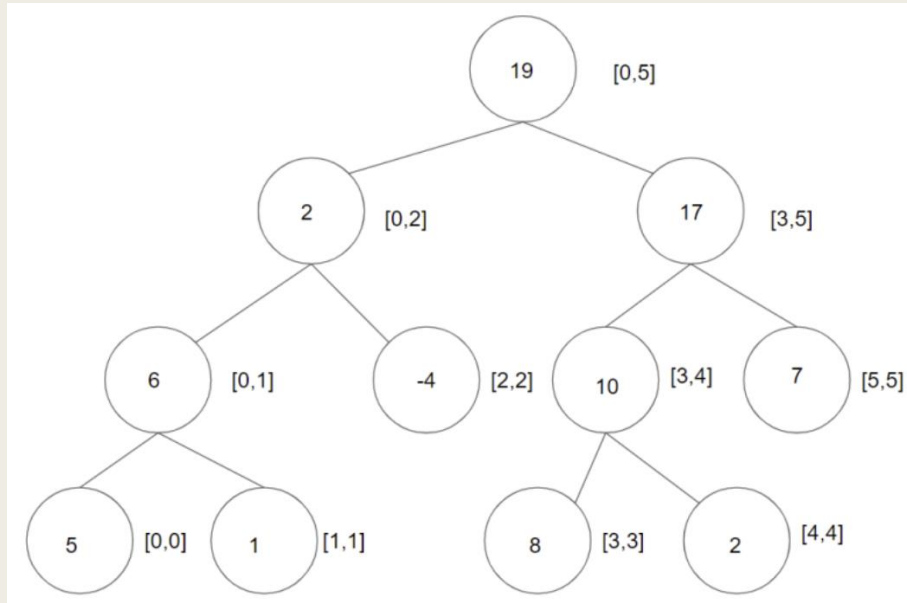 19 [0,5]
2 [0,2] 17 [3,5]
6 [0,1] -4 [2,2] 10 [3,4] 7 [5,5]
5 [0,0] 1 [1,1] 8 [3,3] 2 [4,4]